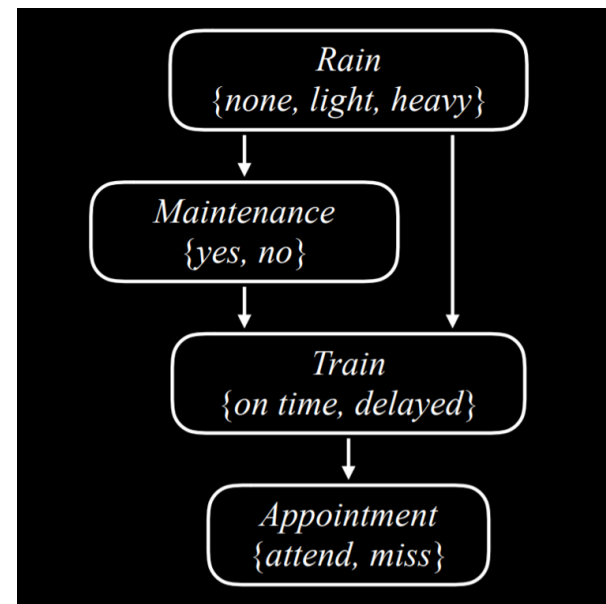 Rain
{none, light, heavy}
Maintenance
{yes, no}
Train
{on time, delayed}
Appointment
{attend, miss}